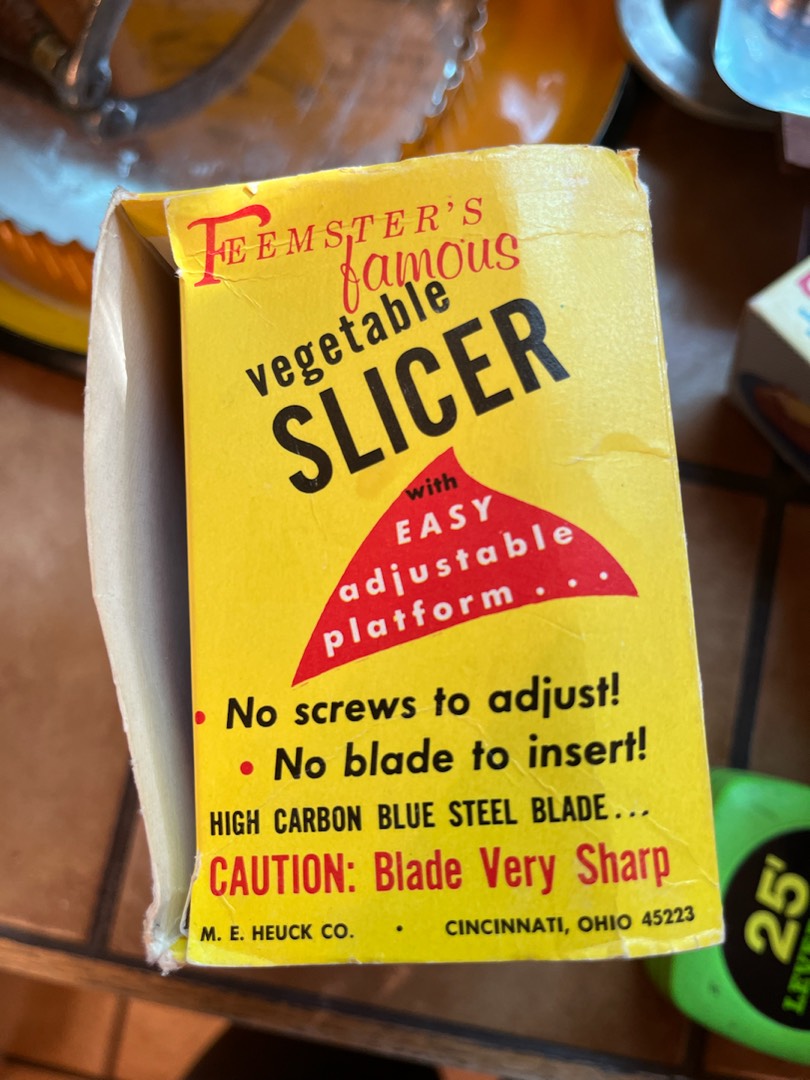 FEEMSTER'S
famous
vegetable
SLICER
with
EASY
adjustable
platform...
• No screws to adjust!
• No blade to insert!
HIGH CARBON BLUE STEEL BLADE...
CAUTION: Blade Very Sharp
M. E. HEUCK CO. • CINCINNATI, OHIO 45223
25'